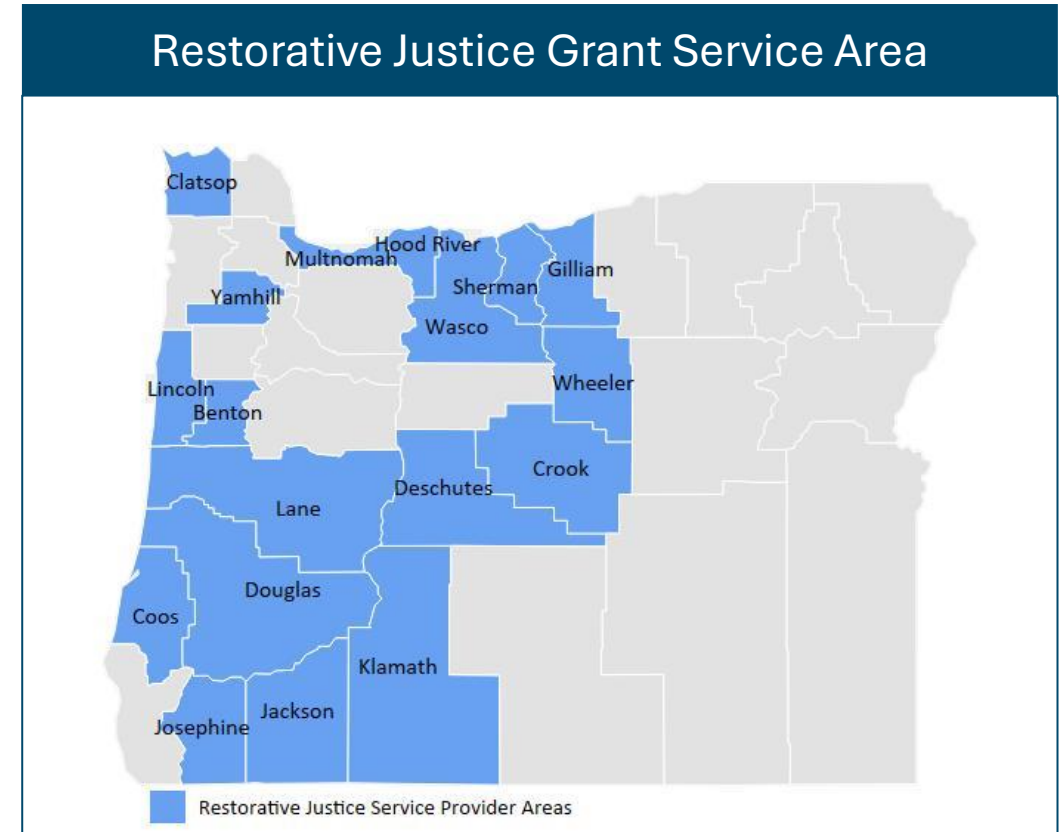 Restorative Justice Grant Service Area
Clatsop
Hood River
Multnomah
Gilliam
Sherman
Yamhill
Wasco
Lincoln
Wheeler
Benton
Crook
Deschutes
Lane
Douglas
Coos
Klamath
Jackson
Josephine
Restorative Justice Service Provider Areas